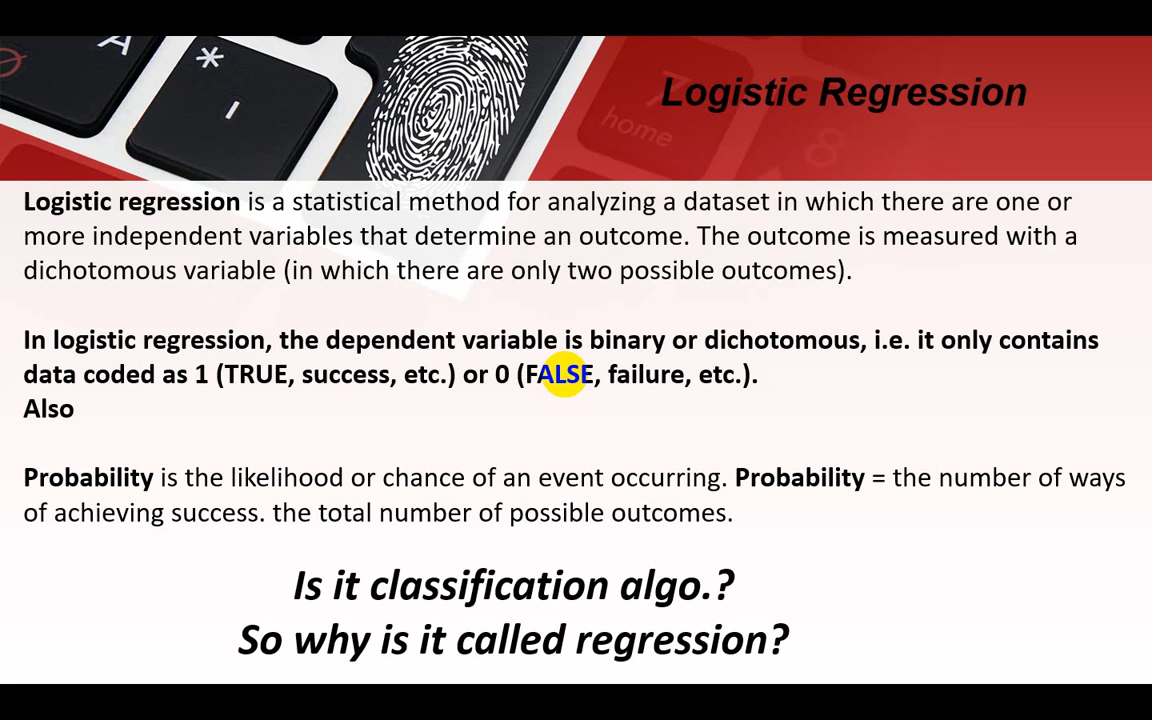 A
*
7
home
8
Logistic Regression
Logistic regression is a statistical method for analyzing a dataset in which there are one or
more independent variables that determine an outcome. The outcome is measured with a
dichotomous variable (in which there are only two possible outcomes).
In logistic regression, the dependent variable is binary or dichotomous, i.e. it only contains
data coded as 1 (TRUE, success, etc.) or 0 (FALSE, failure, etc.).
Also
Probability is the likelihood or chance of an event occurring. Probability = the number of ways
of achieving success. the total number of possible outcomes.
Is it classification algo.?
So why is it called regression?